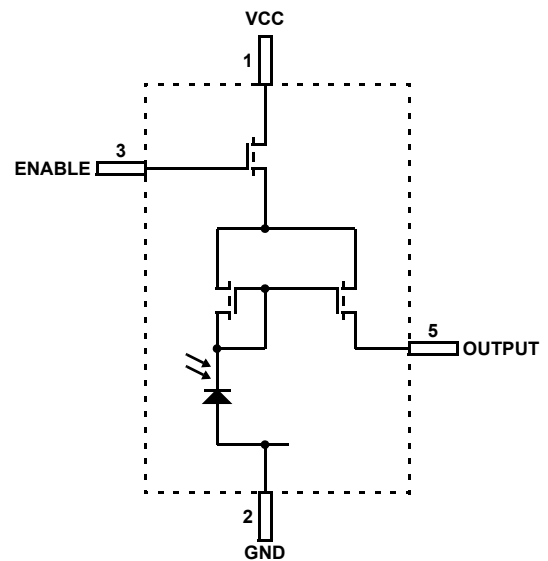 VCC
1
3
ENABLE
5
OUTPUT
2
GND